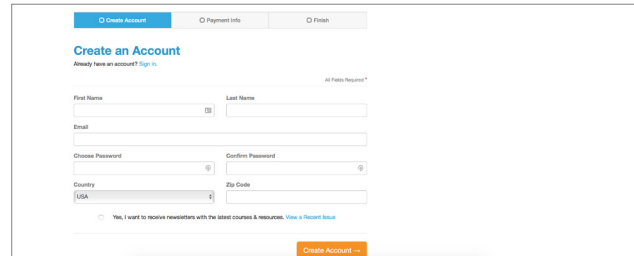 Create Account Payment Info Finish
Create an Account
Already have an account? Sign in.
All Fields Required *
First Name Last Name
Email
Choose Password Confirm Password
Country Zip Code
USA
Yes, I want to receive newsletters with the latest courses & resources. View a Recent Issue
Create Account →